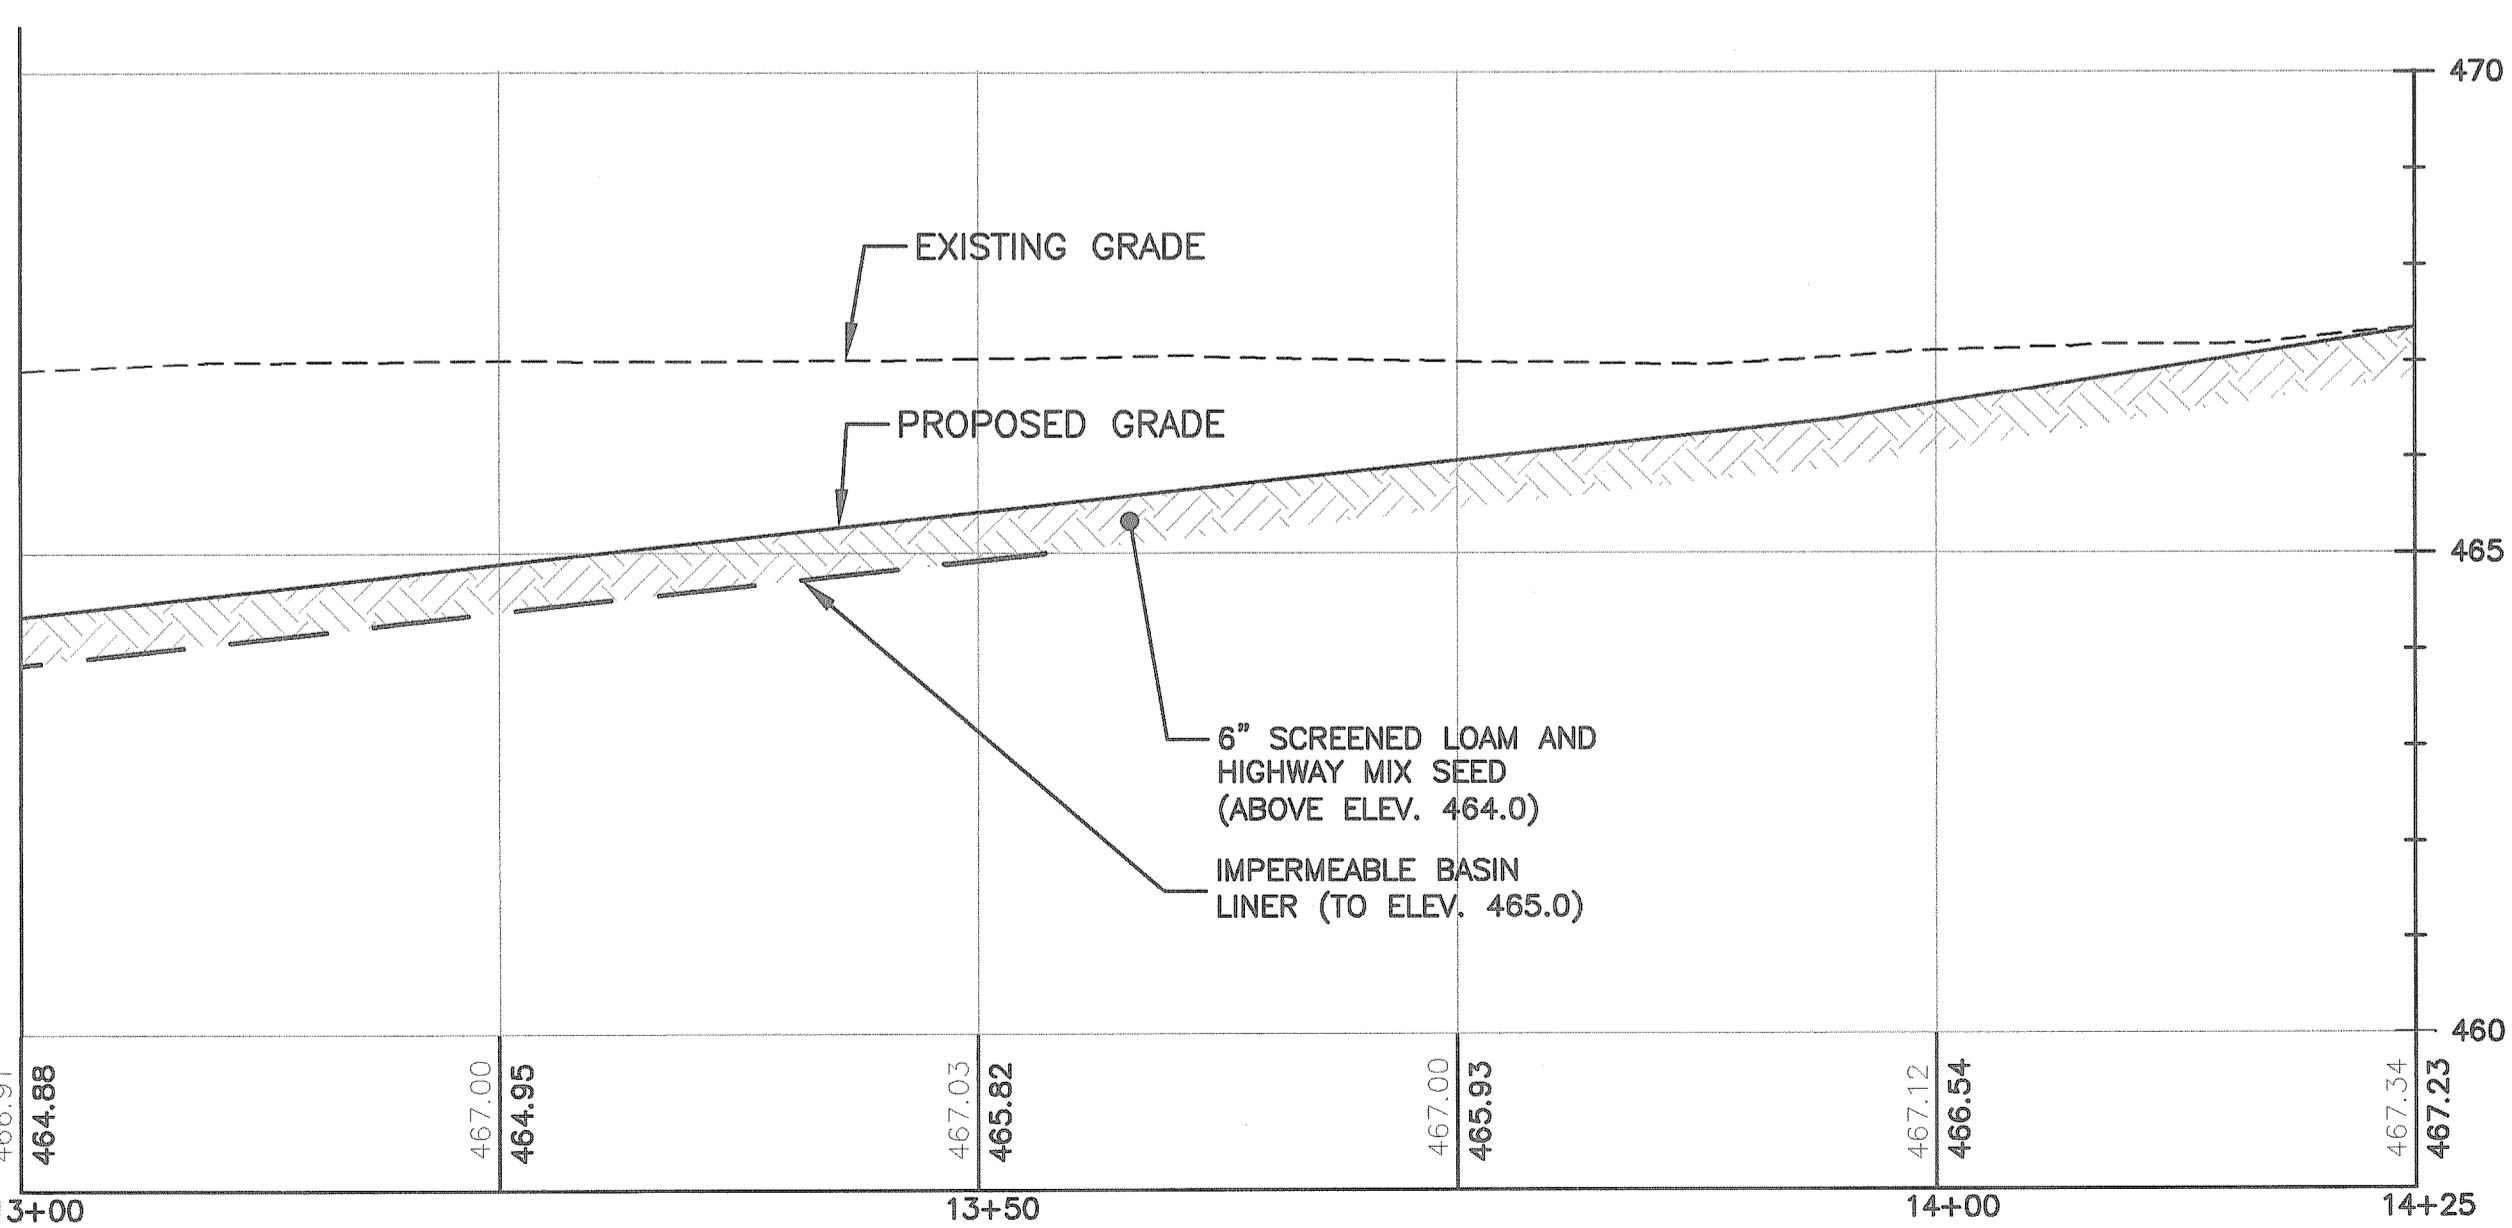 470
EXISTING GRADE
PROPOSED GRADE
465
6" SCREENED LOAM AND
HIGHWAY MIX SEED
(ABOVE ELEV. 464.0)
IMPERMEABLE BASIN
LINER (TO ELEV. 465.0)
460
464.88
467.00
464.95
467.03
465.82
467.00
465.93
467.12
466.54
467.34
467.23
3+00
13+50
14+00
14+25